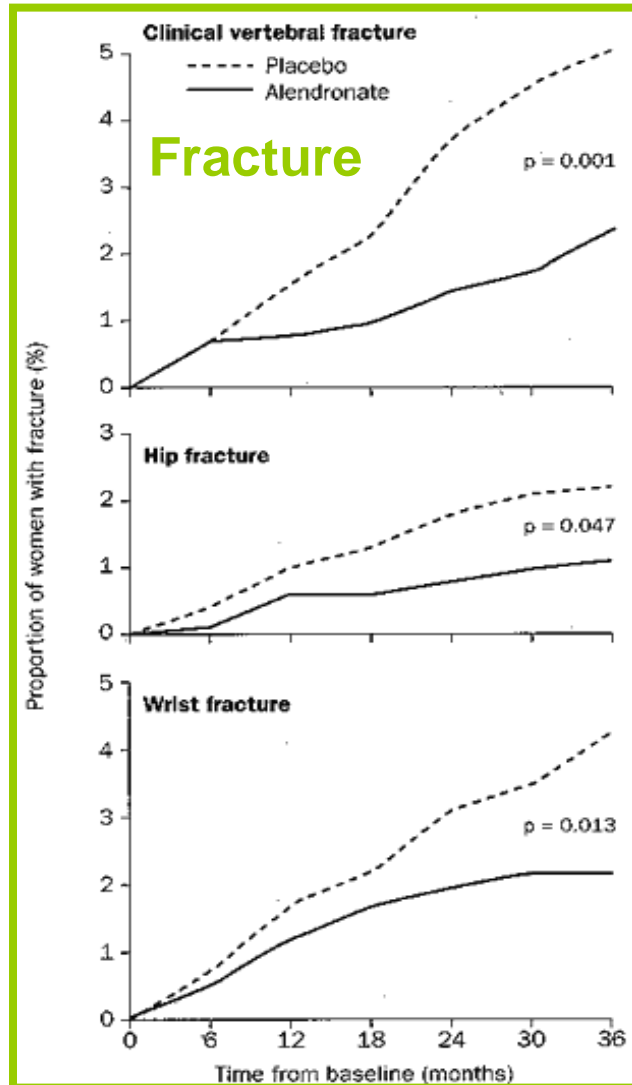 Clinical vertebral fracture
Placebo
Alendronate
Fracture
p = 0.001
5
4
3
2
1
0
Proportion of women with fracture (%)
Hip fracture
p = 0.047
3
2
1
0
Wrist fracture
p = 0.013
5
4
3
2
1
0
0 6 12 18 24 30 36
Time from baseline (months)